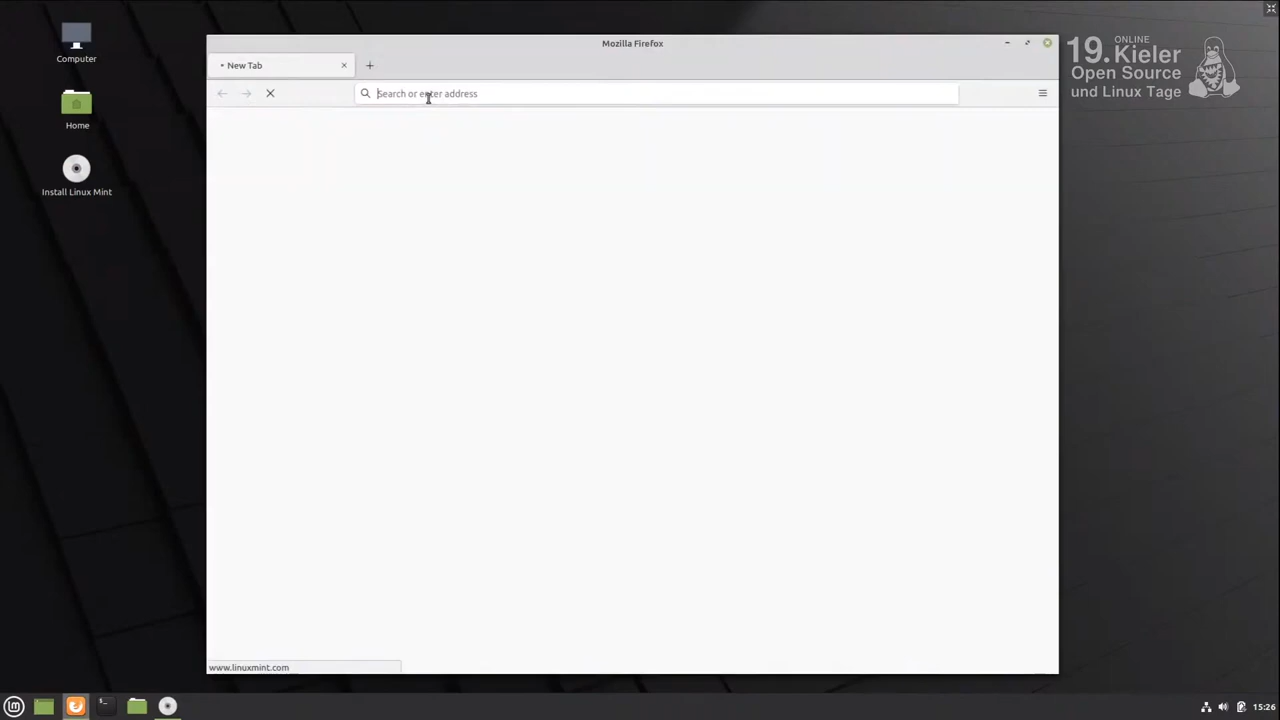 Mozilla Firefox
New Tab
Search or enter address
Computer
Home
Install Linux Mint
ONLINE
19. Kieler
Open Source
und Linux Tage
www.linuxmint.com
15:26